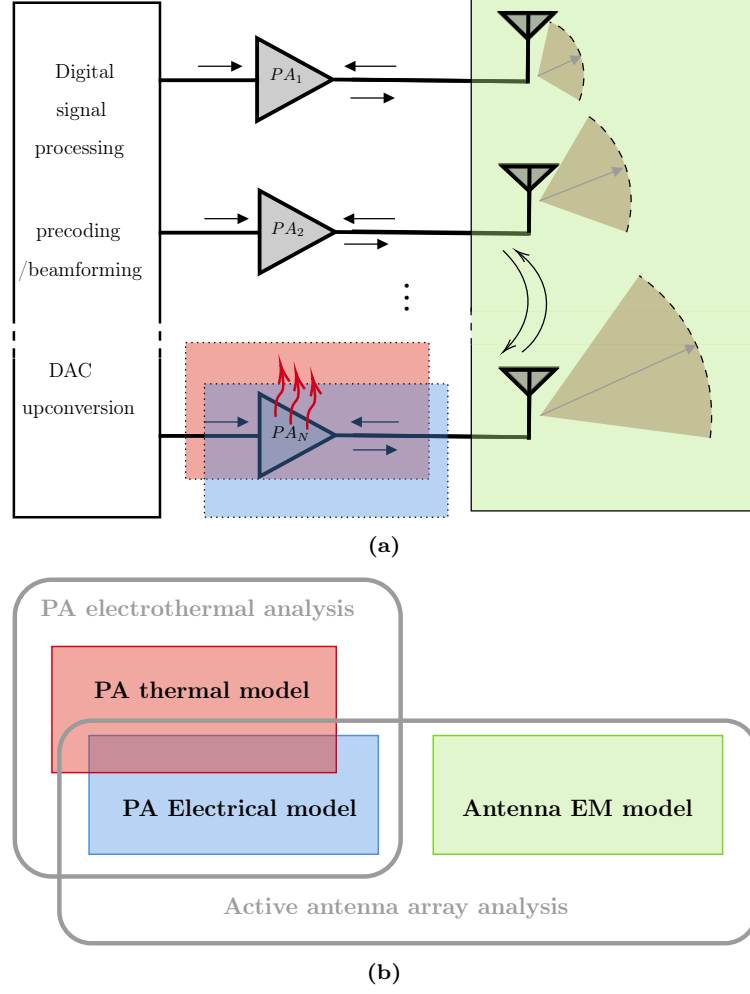 Digital
signal
processing
precoding
/beamforming
DAC
upconversion
PA₁
PA₂
⋮
PA_N
(a)
PA electrothermal analysis
PA thermal model
PA Electrical model
Antenna EM model
Active antenna array analysis
(b)